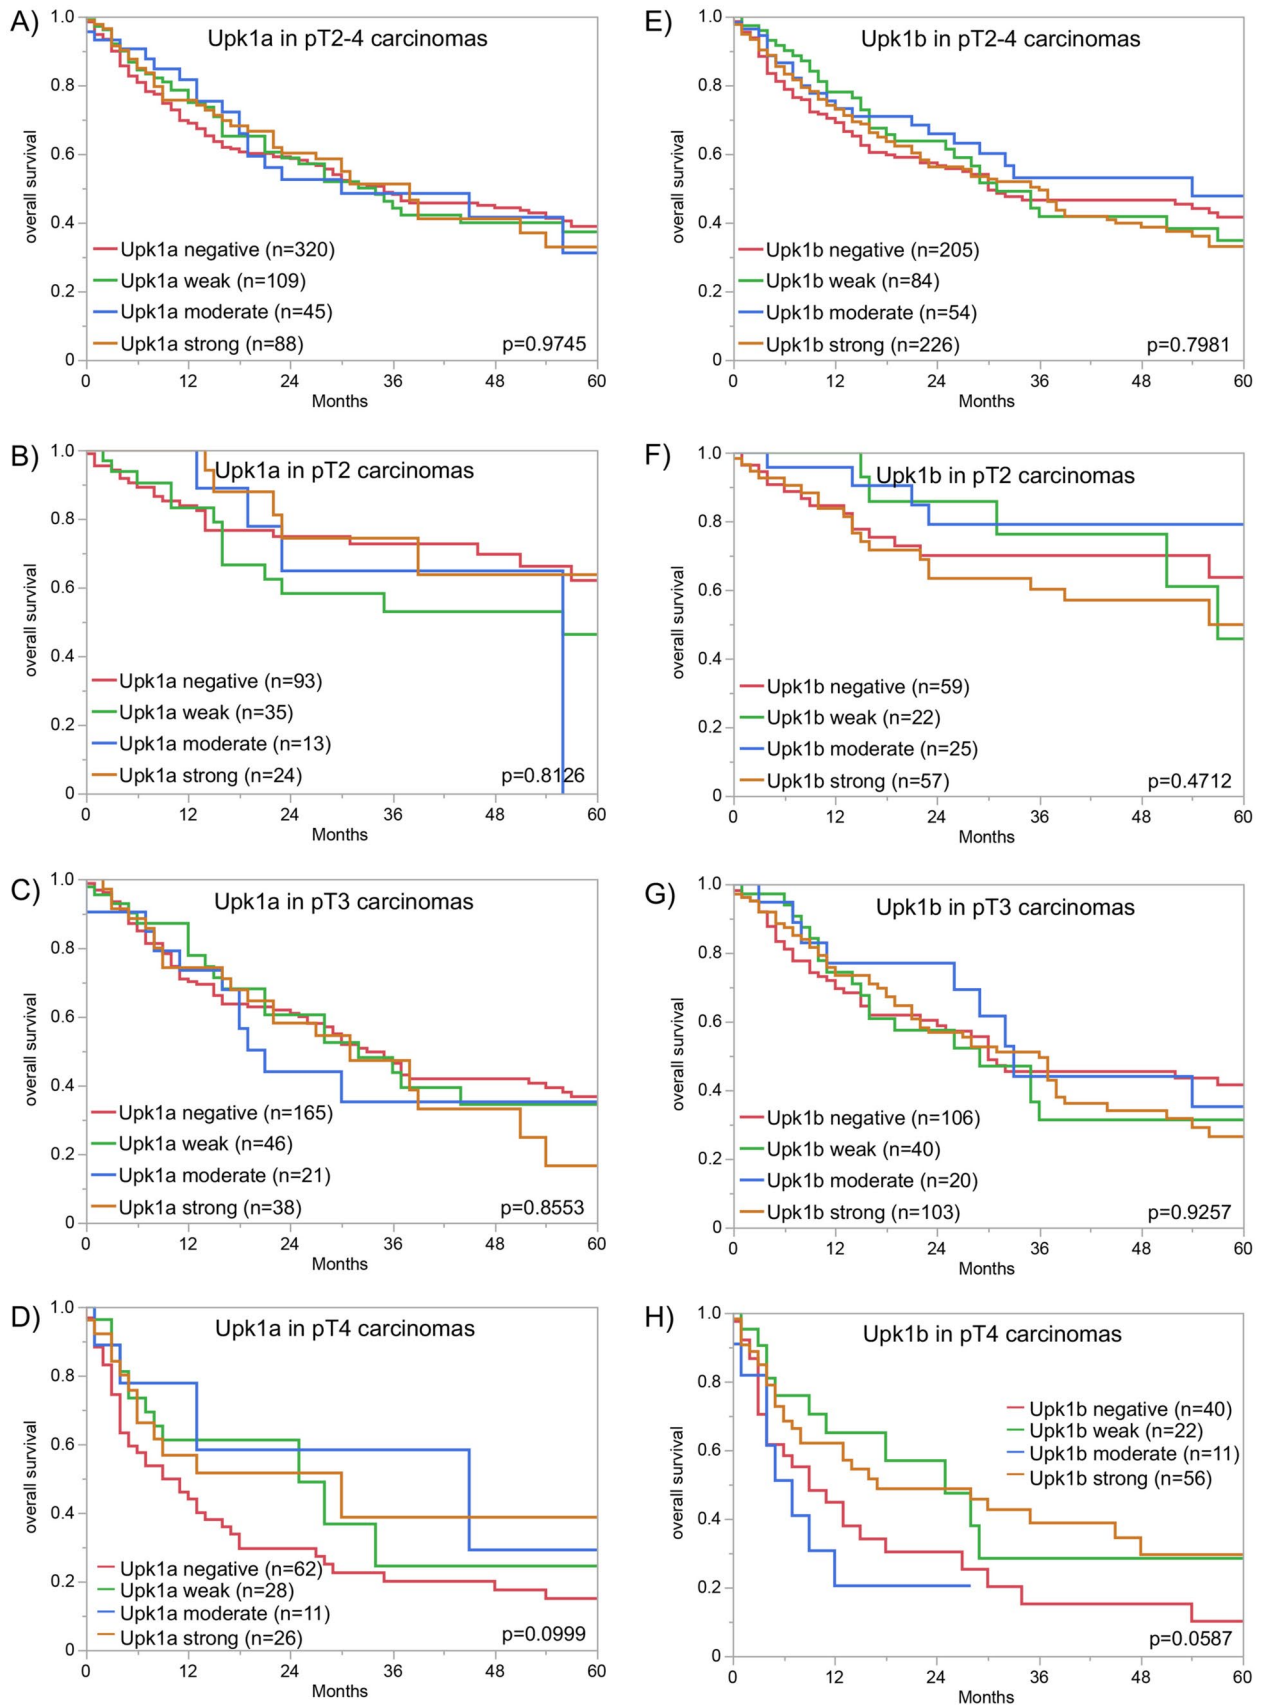 A)
Upk1a in pT2-4 carcinomas
1.0
0.8
0.6
0.4
0.2
0
overall survival
Upk1a negative (n=320)
Upk1a weak (n=109)
Upk1a moderate (n=45)
Upk1a strong (n=88)
p=0.9745
0 12 24 36 48 60
Months
E)
Upk1b in pT2-4 carcinomas
1.0
0.8
0.6
0.4
0.2
0
overall survival
Upk1b negative (n=205)
Upk1b weak (n=84)
Upk1b moderate (n=54)
Upk1b strong (n=226)
p=0.7981
0 12 24 36 48 60
Months
B)
Upk1a in pT2 carcinomas
1.0
0.8
0.6
0.4
0.2
0
overall survival
Upk1a negative (n=93)
Upk1a weak (n=35)
Upk1a moderate (n=13)
Upk1a strong (n=24)
p=0.8126
0 12 24 36 48 60
Months
F)
Upk1b in pT2 carcinomas
1.0
0.8
0.6
0.4
0.2
0
overall survival
Upk1b negative (n=59)
Upk1b weak (n=22)
Upk1b moderate (n=25)
Upk1b strong (n=57)
p=0.4712
0 12 24 36 48 60
Months
C)
Upk1a in pT3 carcinomas
1.0
0.8
0.6
0.4
0.2
0
overall survival
Upk1a negative (n=165)
Upk1a weak (n=46)
Upk1a moderate (n=21)
Upk1a strong (n=38)
p=0.8553
0 12 24 36 48 60
Months
G)
Upk1b in pT3 carcinomas
1.0
0.8
0.6
0.4
0.2
0
overall survival
Upk1b negative (n=106)
Upk1b weak (n=40)
Upk1b moderate (n=20)
Upk1b strong (n=103)
p=0.9257
0 12 24 36 48 60
Months
D)
Upk1a in pT4 carcinomas
1.0
0.8
0.6
0.4
0.2
0
overall survival
Upk1a negative (n=62)
Upk1a weak (n=28)
Upk1a moderate (n=11)
Upk1a strong (n=26)
p=0.0999
0 12 24 36 48 60
Months
H)
Upk1b in pT4 carcinomas
1.0
0.8
0.6
0.4
0.2
0
overall survival
Upk1b negative (n=40)
Upk1b weak (n=22)
Upk1b moderate (n=11)
Upk1b strong (n=56)
p=0.0587
0 12 24 36 48 60
Months